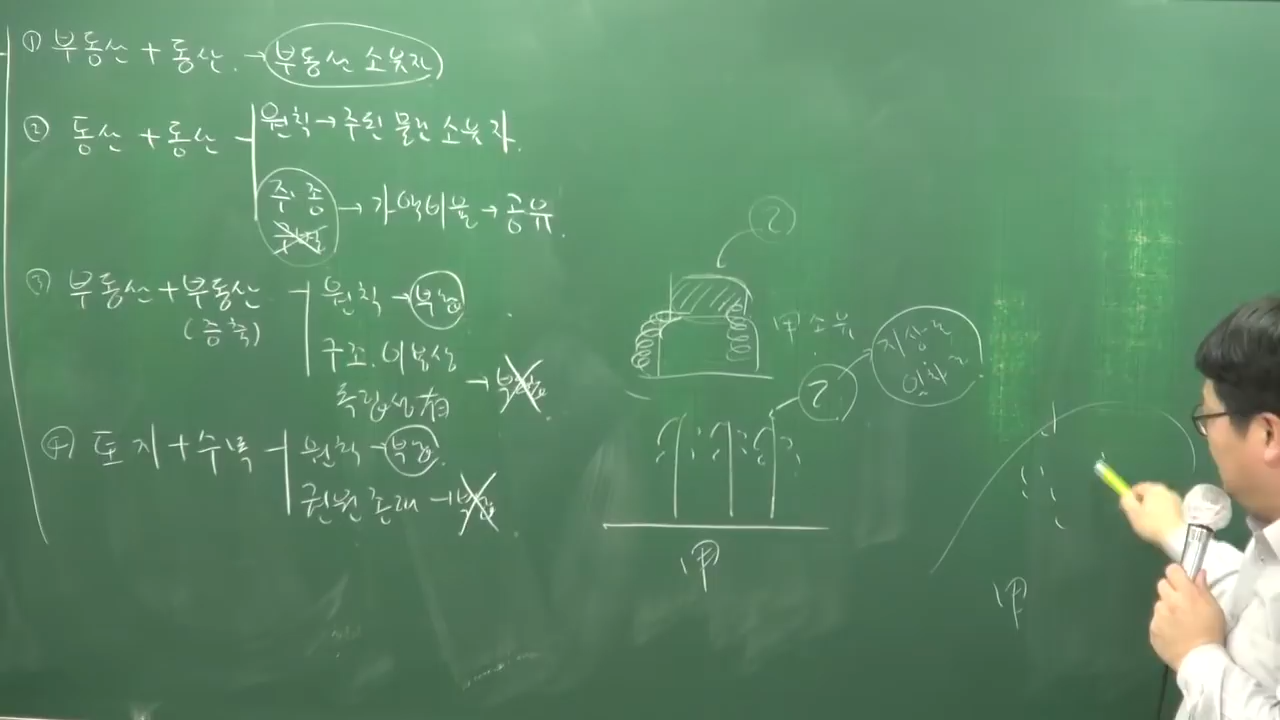 ① 부동산 + 동산. → 부동산 소유자
② 동산 + 동산
원칙 → 주된 물건 소유자.
주.종 구별 → 가액비율 → 공유.
③ 부동산 + 부동산
(증축)
원칙 → 부합
구조.이용상
독립성 有 → 부합
④ 토지 + 수목
원칙 → 부합
권원 존재 → 부합
乙
甲 소유
乙
지상권
임차권
甲
甲